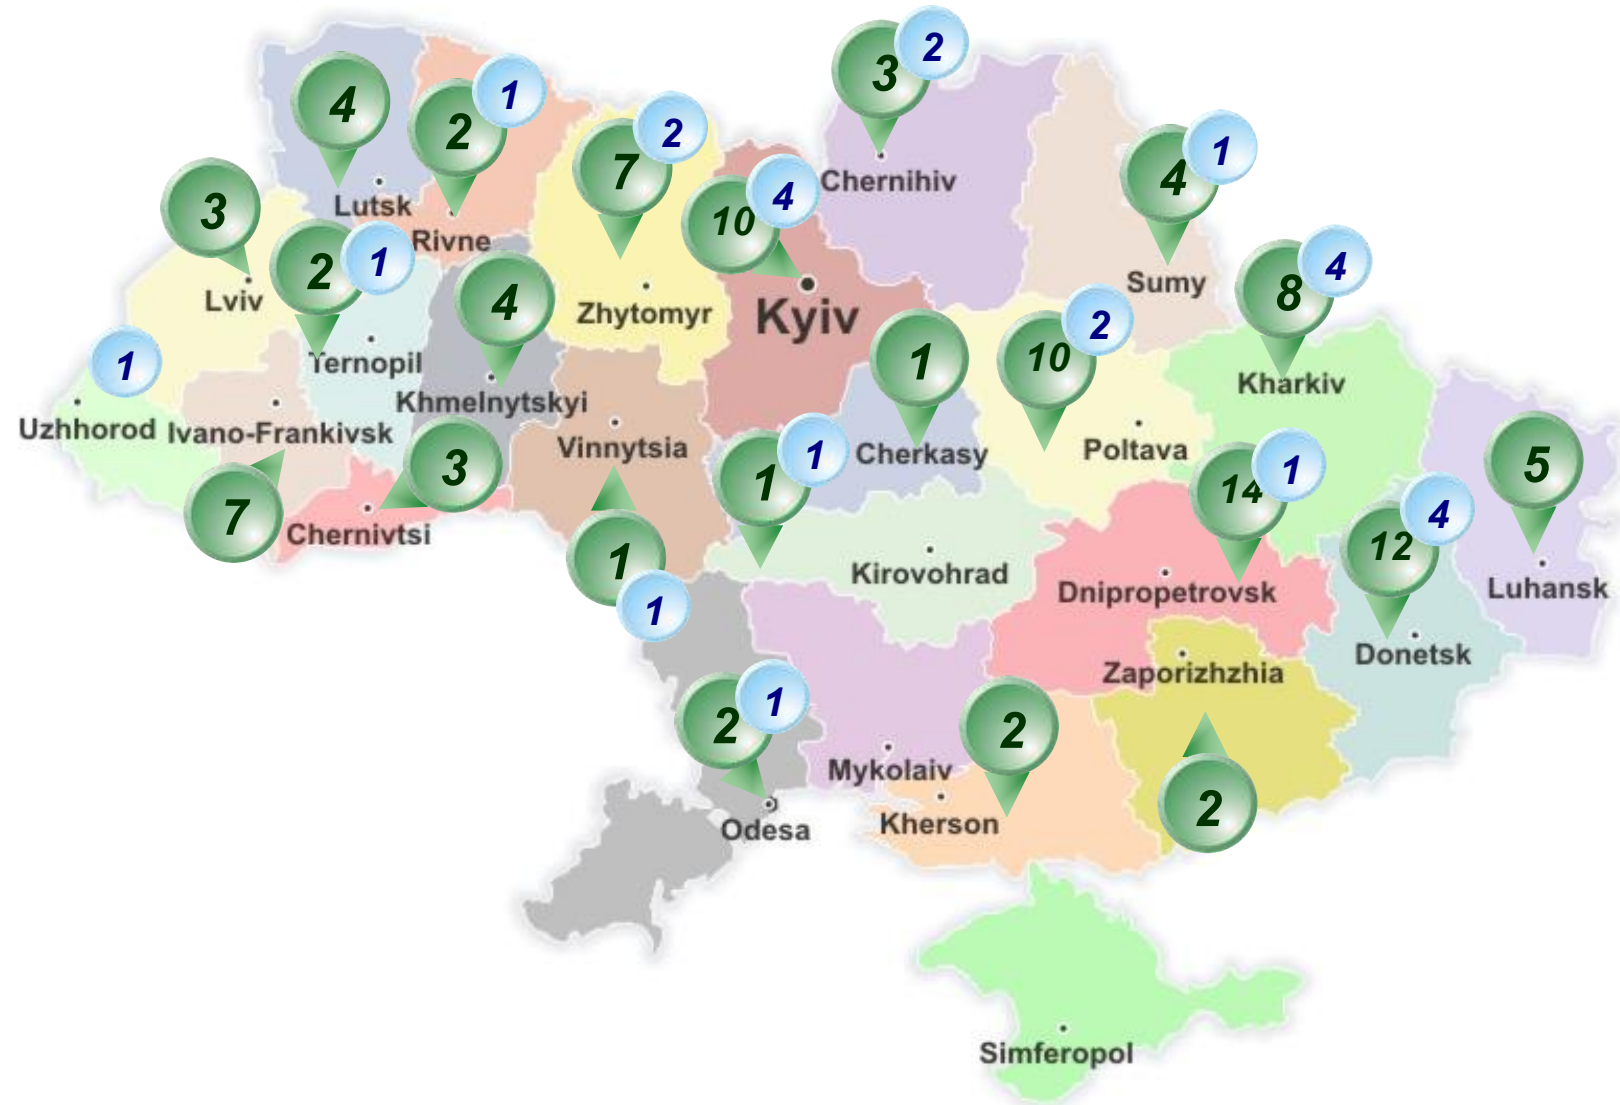 2
3
1
4
1
2
2
7
4
10
1
4
Chernihiv
3
Lutsk
Rivne
2
1
4
Lviv
Zhytomyr
Kyiv
Sumy
4
8
1
Ternopil
1
10
2
Uzhhorod
Khmelnytskyi
Kharkiv
Ivano-Frankivsk
Vinnytsia
Cherkasy
Poltava
3
1
1
14
1
5
7
Chernivtsi
1
1
Kirovohrad
Dnipropetrovsk
12
4
Luhansk
Zaporizhzhia
Donetsk
2
1
2
Mykolaiv
2
Odesa
Kherson
Simferopol